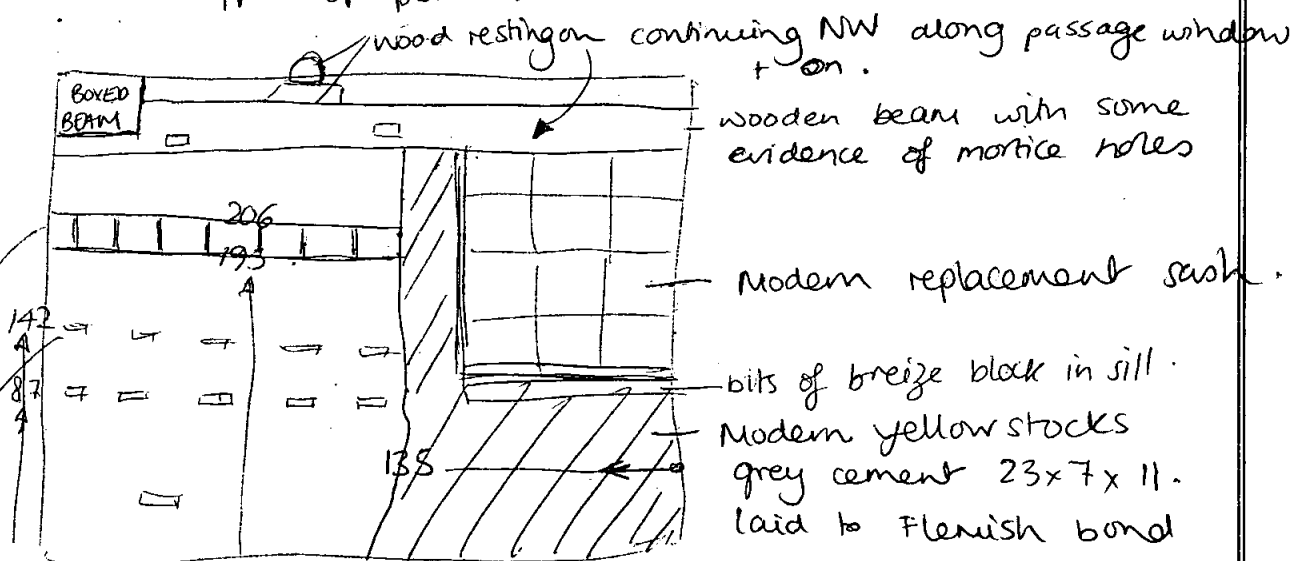 wood resting on continuing NW along passage window
+ on.
BOXED
BEAM
wooden beam with some
evidence of mortice holes
206
195
Modern replacement sash.
142
87
bits of breize block in sill.
Modern yellow stocks
138
grey cement 23x7x11.
laid to Flemish bond